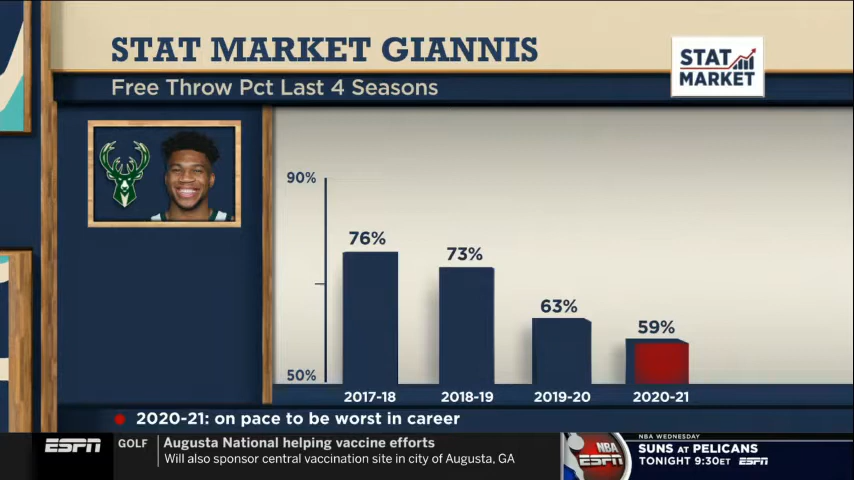 STAT MARKET GIANNIS
Free Throw Pct Last 4 Seasons
STAT
MARKET
90%
76%
73%
63%
59%
50%
2017-18
2018-19
2019-20
2020-21
2020-21: on pace to be worst in career
ESPN
GOLF
Augusta National helping vaccine efforts
Will also sponsor central vaccination site in city of Augusta, GA
NBA
ESPN
NBA WEDNESDAY
SUNS AT PELICANS
TONIGHT 9:30ET ESPN